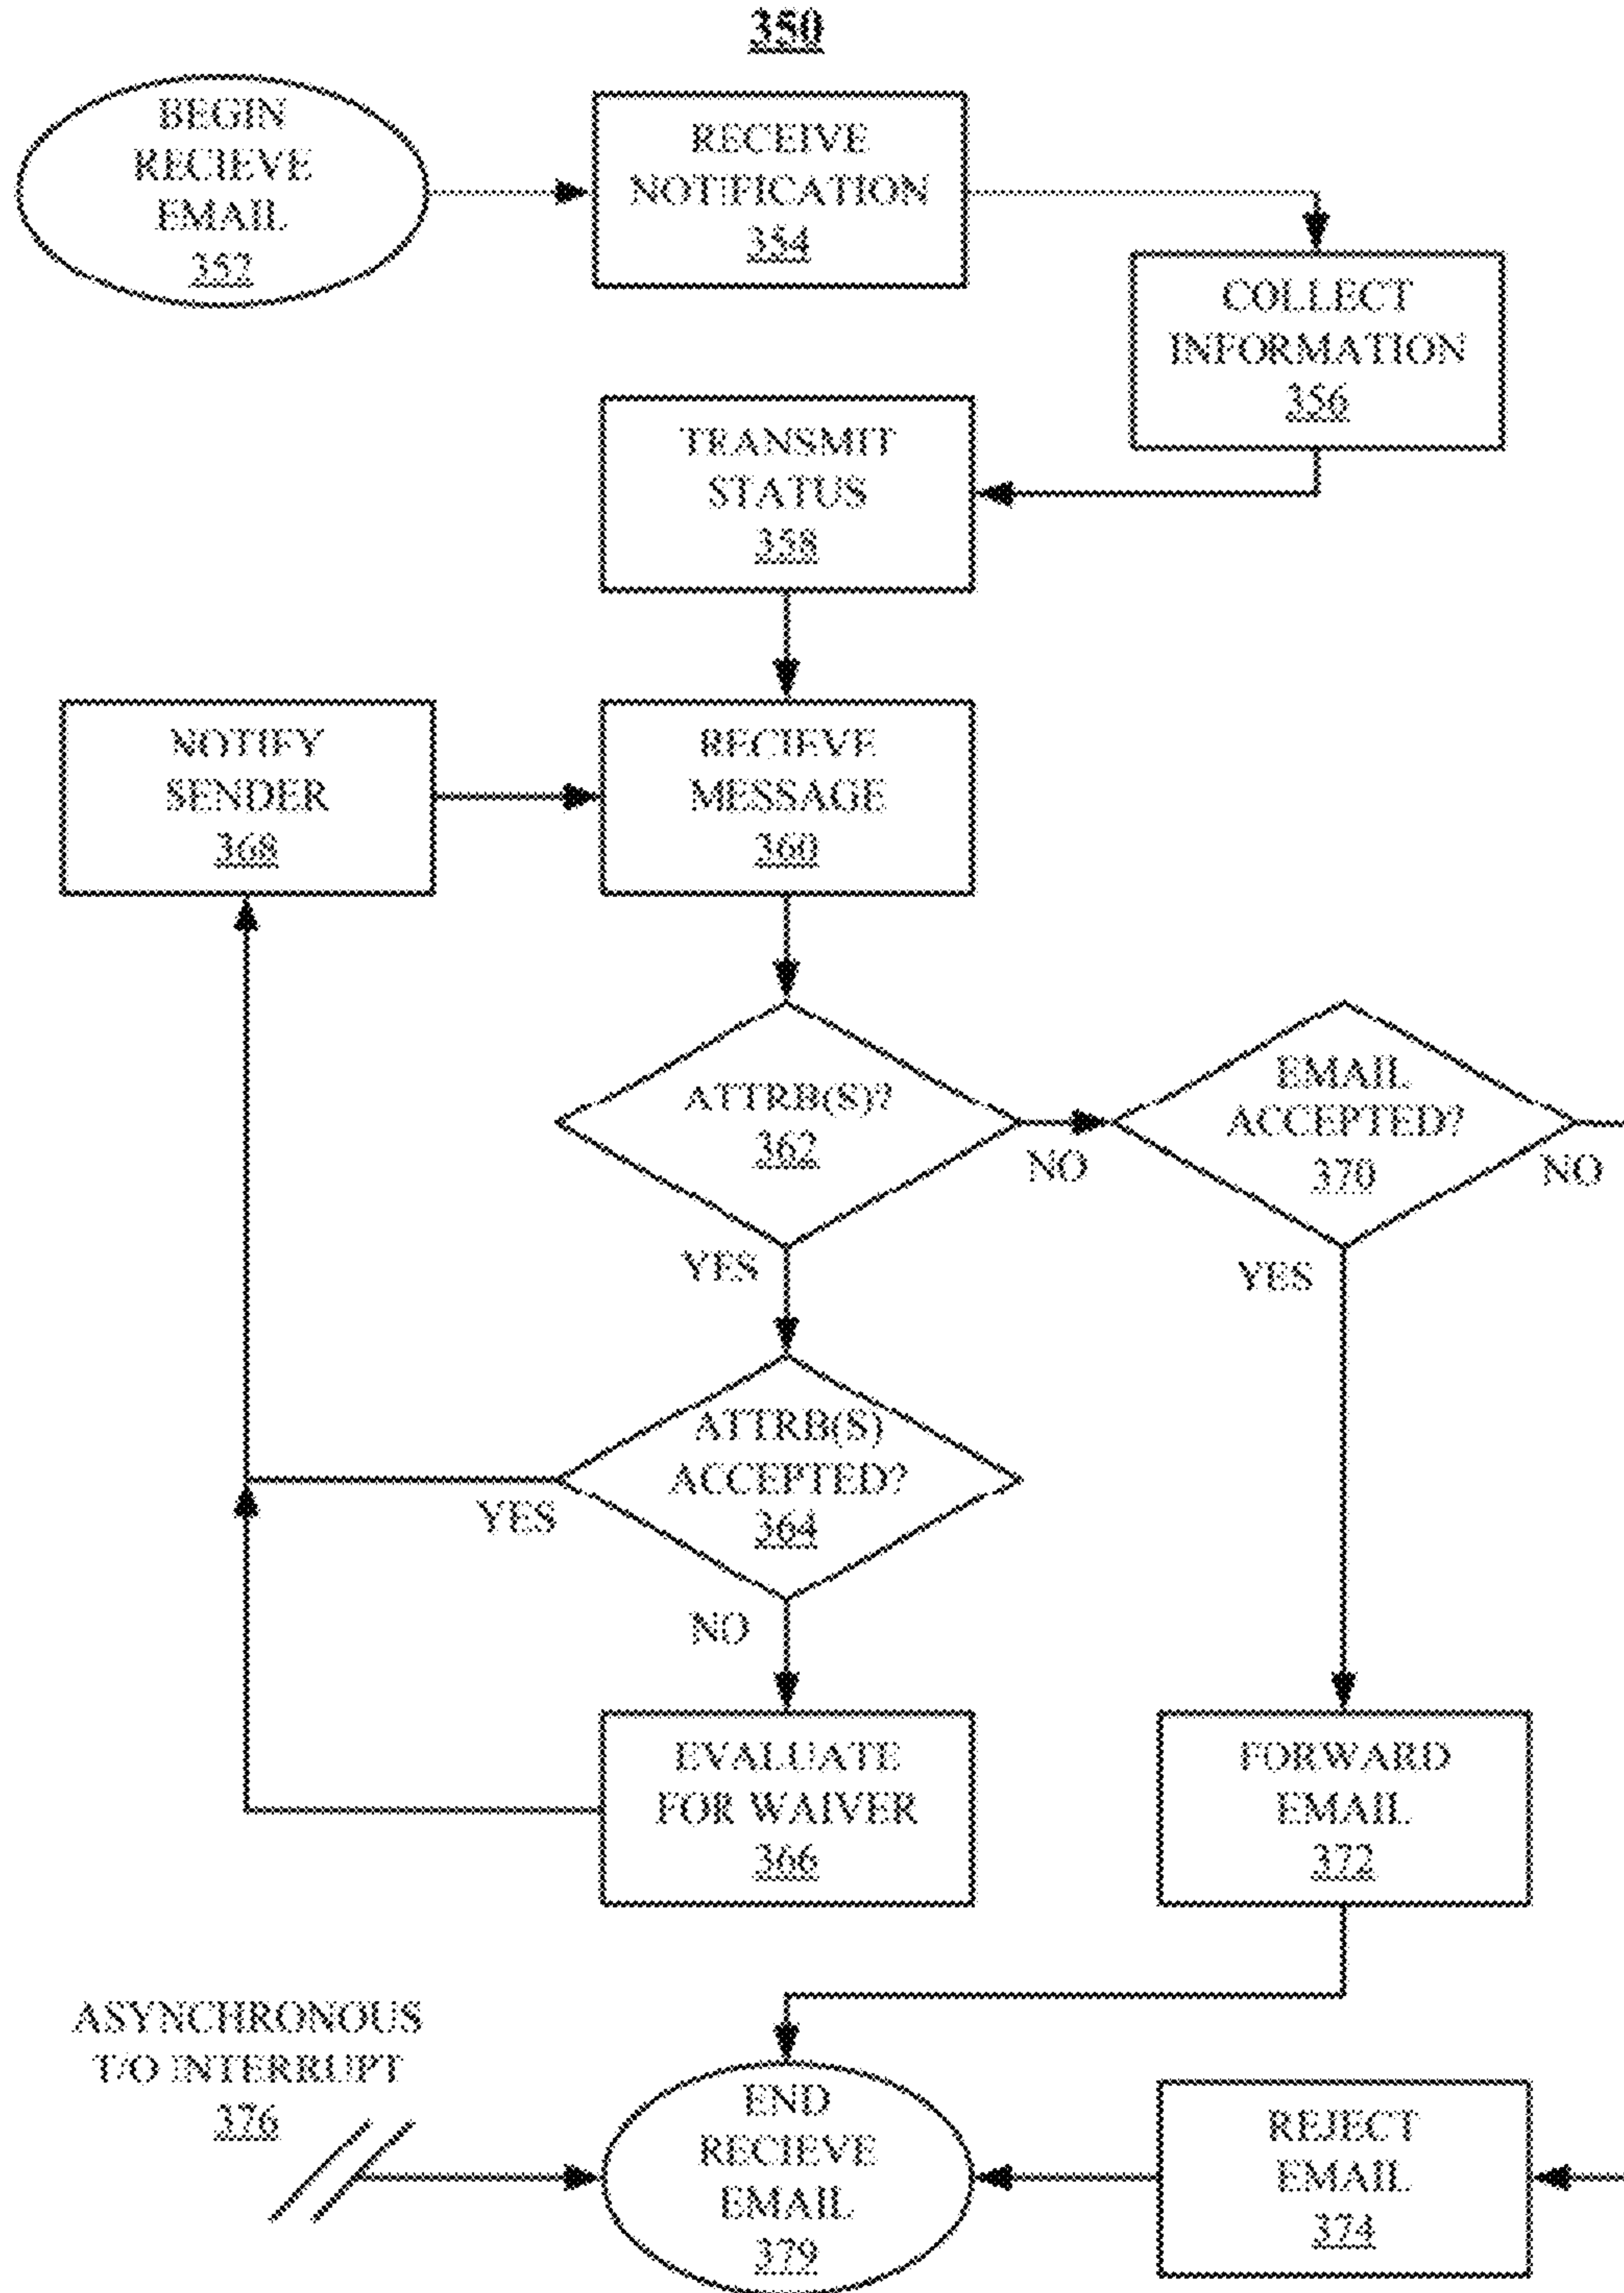 350
BEGIN
RECIEVE
EMAIL
352
RECEIVE
NOTIFICATION
354
COLLECT
INFORMATION
356
TRANSMIT
STATUS
358
NOTIFY
SENDER
368
RECIEVE
MESSAGE
360
ATTRB(S)?
362
NO
YES
EMAIL
ACCEPTED?
370
NO
YES
ATTRB(S)
ACCEPTED?
364
YES
NO
EVALUATE
FOR WAIVER
366
FORWARD
EMAIL
372
ASYNCHRONOUS
T/O INTERRUPT
376
END
RECIEVE
EMAIL
379
REJECT
EMAIL
374